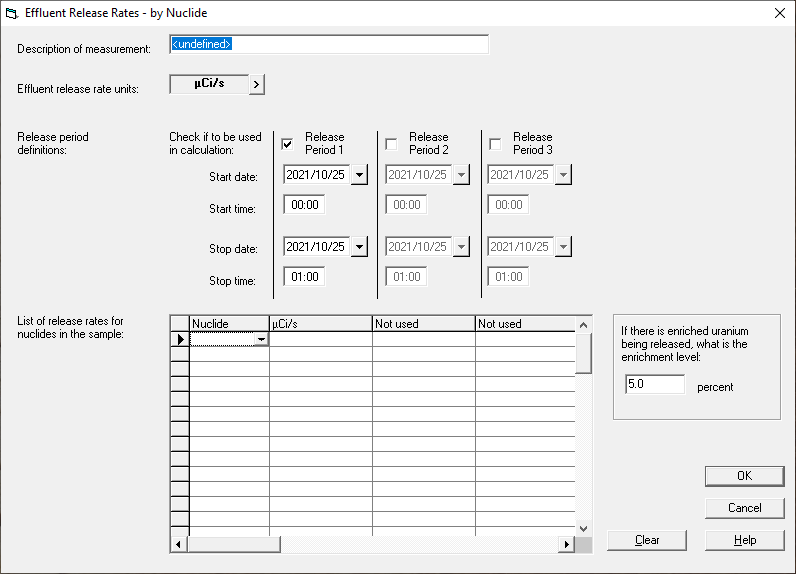 Effluent Release Rates - by Nuclide
Description of measurement:
<undefined>
Effluent release rate units:
µCi/s
>
Release period
definitions:
Check if to be used
in calculation:
Release
Period 1
Release
Period 2
Release
Period 3
Start date:
2021/10/25
2021/10/25
2021/10/25
Start time:
00:00
00:00
00:00
Stop date:
2021/10/25
2021/10/25
2021/10/25
Stop time:
01:00
01:00
01:00
List of release rates for
nuclides in the sample:
Nuclide
µCi/s
Not used
Not used
If there is enriched uranium
being released, what is the
enrichment level:
5.0
percent
OK
Cancel
Clear
Help